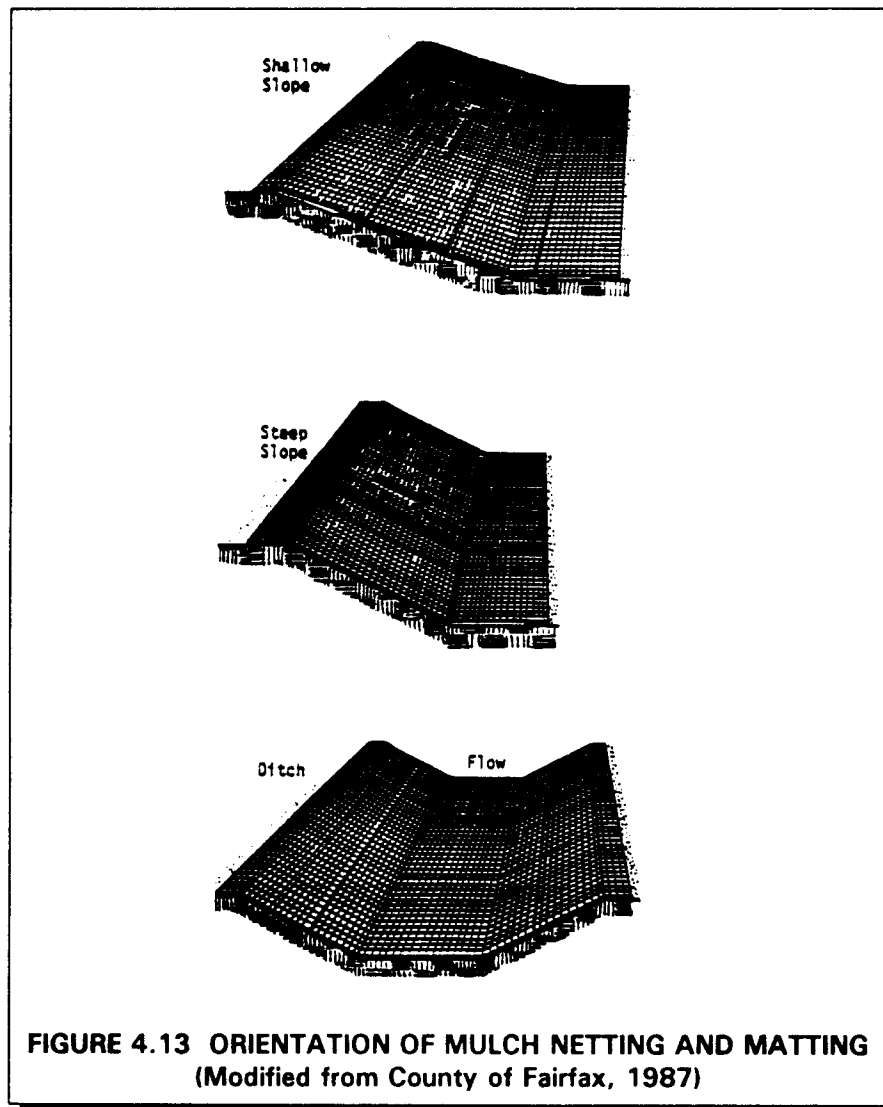 Shallow
Slope
Steep
Slope
Ditch
Flow
FIGURE 4.13 ORIENTATION OF MULCH NETTING AND MATTING
(Modified from County of Fairfax, 1987)